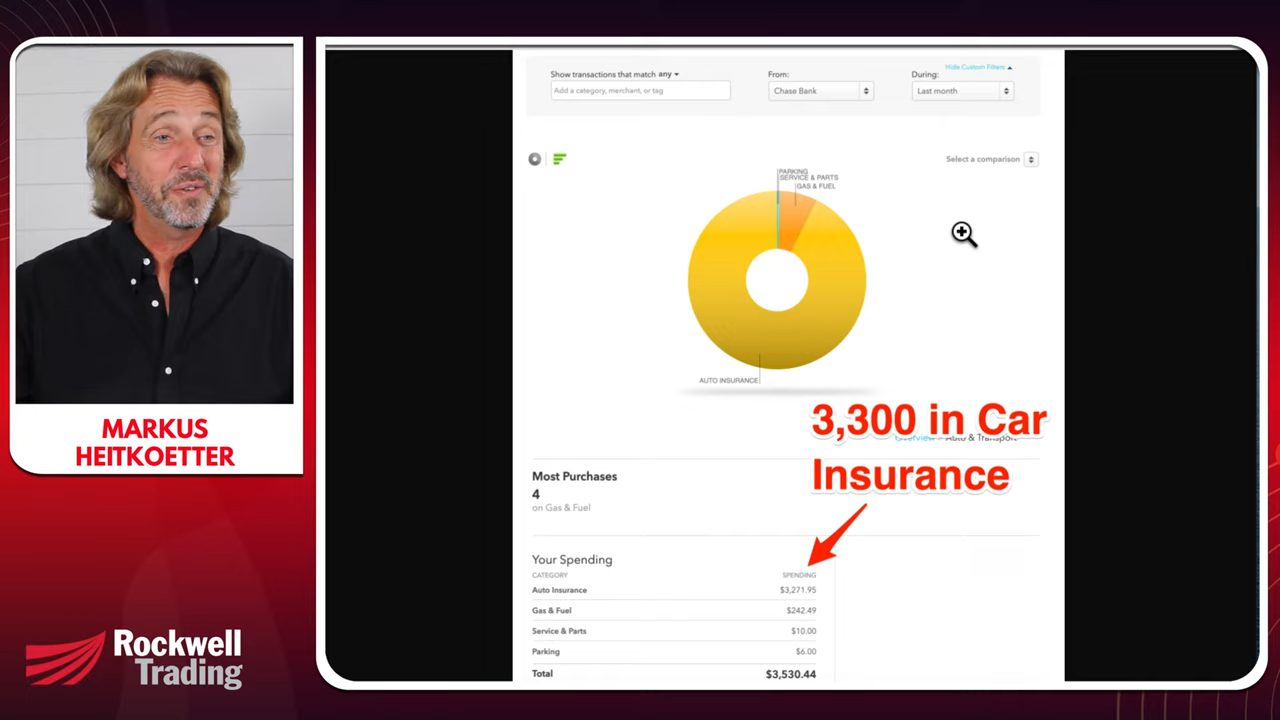 MARKUS
HEITKOETTER
Rockwell
Trading
Hide Custom Filters
Show transactions that match any
From:
During:
Add a category, merchant, or tag
Chase Bank
Last month
Select a comparison
PARKING
SERVICE & PARTS
GAS & FUEL
AUTO INSURANCE
3,300 in Car
Insurance
Overview Auto & Transport
Most Purchases
4
on Gas & Fuel
Your Spending
CATEGORY SPENDING
Auto Insurance $3,271.95
Gas & Fuel $242.49
Service & Parts $10.00
Parking $6.00
Total $3,530.44